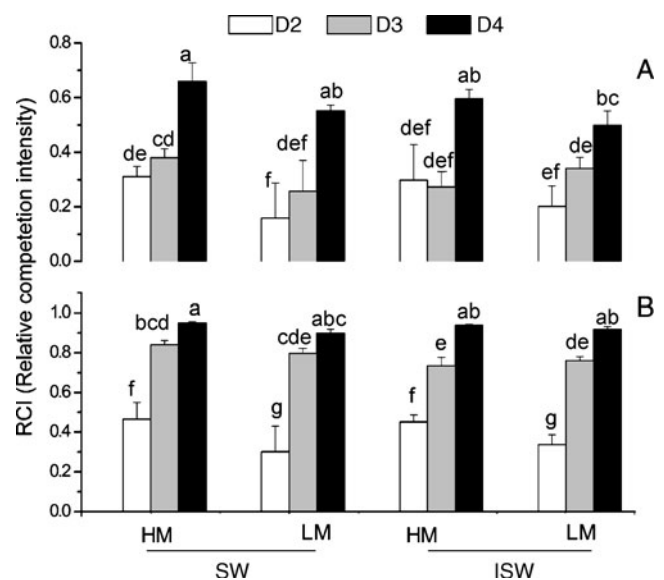 D2 D3 D4
A
0.8
0.6
0.4
0.2
0.0
de cd a
f def ab
def def ab
ef de bc
RCI (Relative competetion intensity)
B
1.0
0.8
0.6
0.4
0.2
0.0
f bcd a
g cde abc
f e ab
g de ab
HM LM HM LM
SW ISW